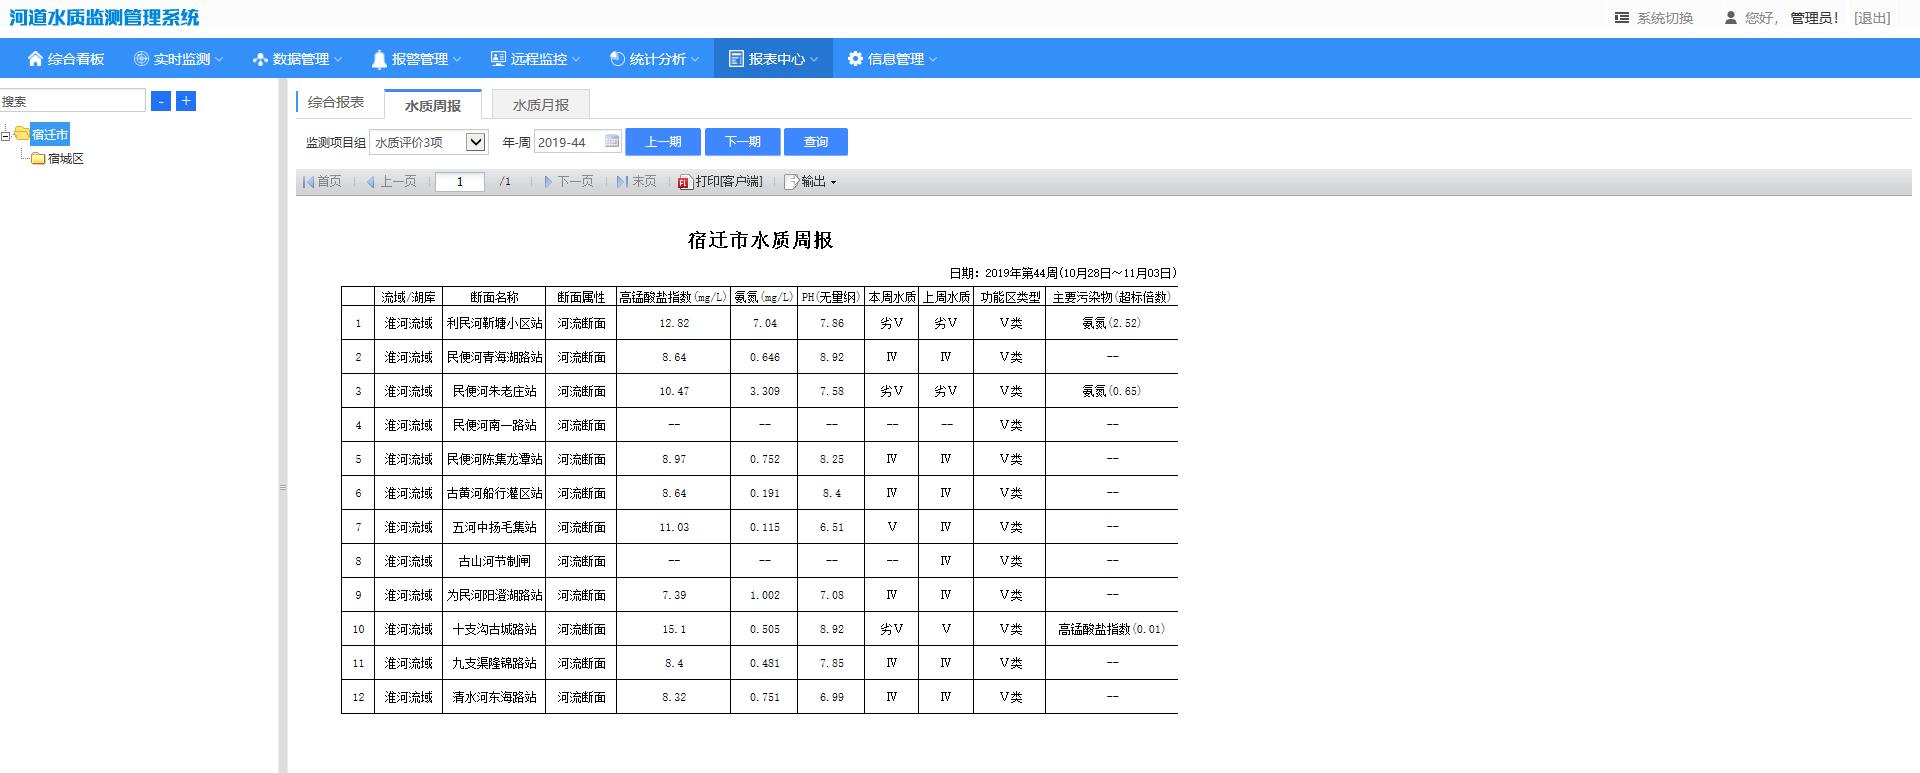 河道水质监测管理系统
系统切换 您好, 管理员! [退出]
综合看板 实时监测 数据管理 报警管理 远程监控 统计分析 报表中心 信息管理
搜索 - +
宿迁市
宿城区
综合报表 水质周报 水质月报
监测项目组 水质评价3项 年-周 2019-44 上一期 下一期 查询
首页 上一页 1 /1 下一页 末页 打印[客户端] 输出
宿迁市水质周报
日期：2019年第44周(10月28日～11月03日)
流域/湖库 断面名称 断面属性 高锰酸盐指数(mg/L) 氨氮(mg/L) PH(无量纲) 本周水质 上周水质 功能区类型 主要污染物(超标倍数)
1 淮河流域 利民河靳塘小区站 河流断面 12.82 7.04 7.86 劣Ⅴ 劣Ⅴ Ⅴ类 氨氮(2.52)
2 淮河流域 民便河青海湖路站 河流断面 8.64 0.646 8.92 Ⅳ Ⅳ Ⅴ类 --
3 淮河流域 民便河朱老庄站 河流断面 10.47 3.309 7.58 劣Ⅴ 劣Ⅴ Ⅴ类 氨氮(0.65)
4 淮河流域 民便河南一路站 河流断面 -- -- -- -- -- Ⅴ类 --
5 淮河流域 民便河陈集龙潭站 河流断面 8.97 0.752 8.25 Ⅳ Ⅳ Ⅴ类 --
6 淮河流域 古黄河船行灌区站 河流断面 8.64 0.191 8.4 Ⅳ Ⅳ Ⅴ类 --
7 淮河流域 五河中扬毛集站 河流断面 11.03 0.115 6.51 Ⅴ Ⅳ Ⅴ类 --
8 淮河流域 古山河节制闸 河流断面 -- -- -- -- Ⅳ Ⅴ类 --
9 淮河流域 为民河阳澄湖路站 河流断面 7.39 1.002 7.08 Ⅳ Ⅳ Ⅴ类 --
10 淮河流域 十支沟古城路站 河流断面 15.1 0.505 8.92 劣Ⅴ Ⅴ Ⅴ类 高锰酸盐指数(0.01)
11 淮河流域 九支渠隆锦路站 河流断面 8.4 0.481 7.85 Ⅳ Ⅳ Ⅴ类 --
12 淮河流域 清水河东海路站 河流断面 8.32 0.751 6.99 Ⅳ Ⅳ Ⅴ类 --